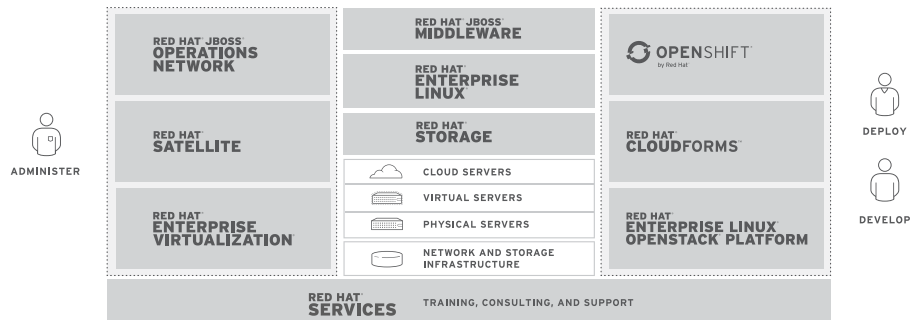 ADMINISTER
RED HAT® JBOSS®
OPERATIONS
NETWORK
RED HAT®
SATELLITE
RED HAT®
ENTERPRISE
VIRTUALIZATION®
RED HAT® JBOSS®
MIDDLEWARE
RED HAT®
ENTERPRISE
LINUX®
RED HAT®
STORAGE
CLOUD SERVERS
VIRTUAL SERVERS
PHYSICAL SERVERS
NETWORK AND STORAGE
INFRASTRUCTURE
OPENSHIFT®
by Red Hat®
RED HAT®
CLOUDFORMS™
RED HAT®
ENTERPRISE LINUX®
OPENSTACK® PLATFORM
DEPLOY
DEVELOP
RED HAT®
SERVICES
TRAINING, CONSULTING, AND SUPPORT